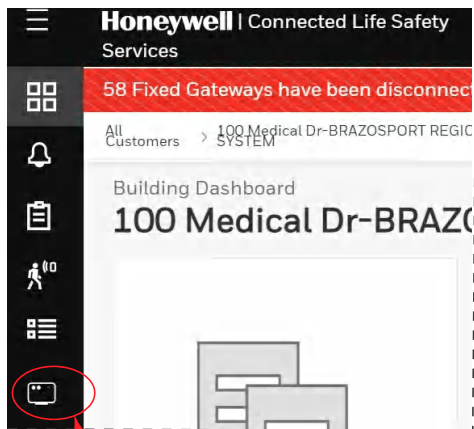 Honeywell | Connected Life Safety
Services
58 Fixed Gateways have been disconnect
All
Customers > 100 Medical Dr-BRAZOSPORT REGIO
SYSTEM
Building Dashboard
100 Medical Dr-BRAZO